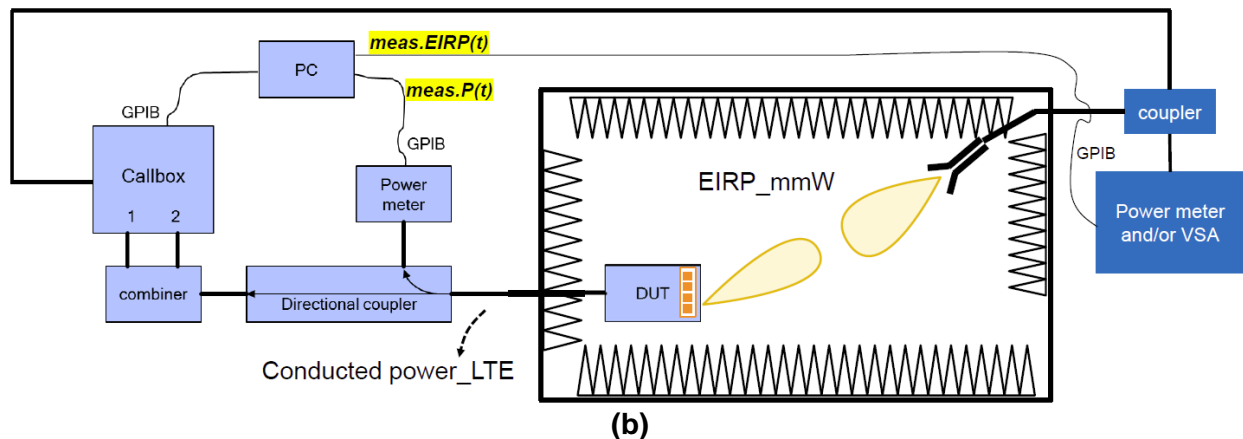 meas.EIRP(t)
PC
meas.P(t)
GPIB
coupler
GPIB
GPIB
Callbox
Power
meter
EIRP_mmW
1 2
Power meter
and/or VSA
combiner
Directional coupler
DUT
Conducted power_LTE
(b)